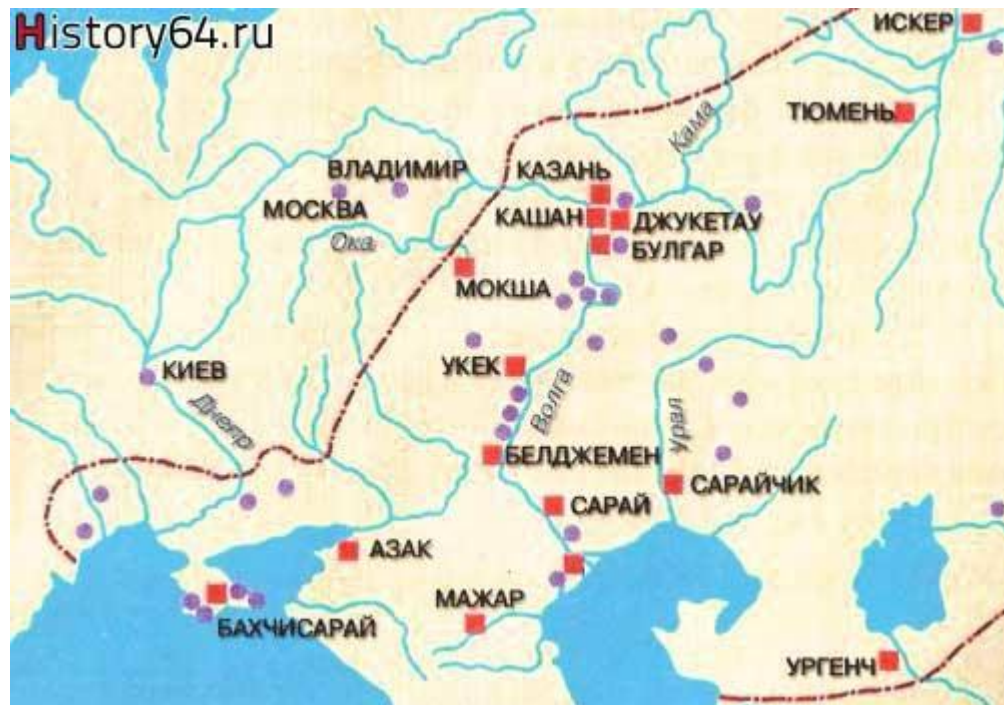 History64.ru
ИСКЕР
ТЮМЕНЬ
Кама
ВЛАДИМИР
КАЗАНЬ
МОСКВА
КАШАН
ДЖУКЕТАУ
Ока
БУЛГАР
МОКША
КИЕВ
УКЕК
Днепр
Волга
Урал
БЕЛДЖЕМЕН
САРАЙ
САРАЙЧИК
АЗАК
МАЖАР
БАХЧИСАРАЙ
УРГЕНЧ